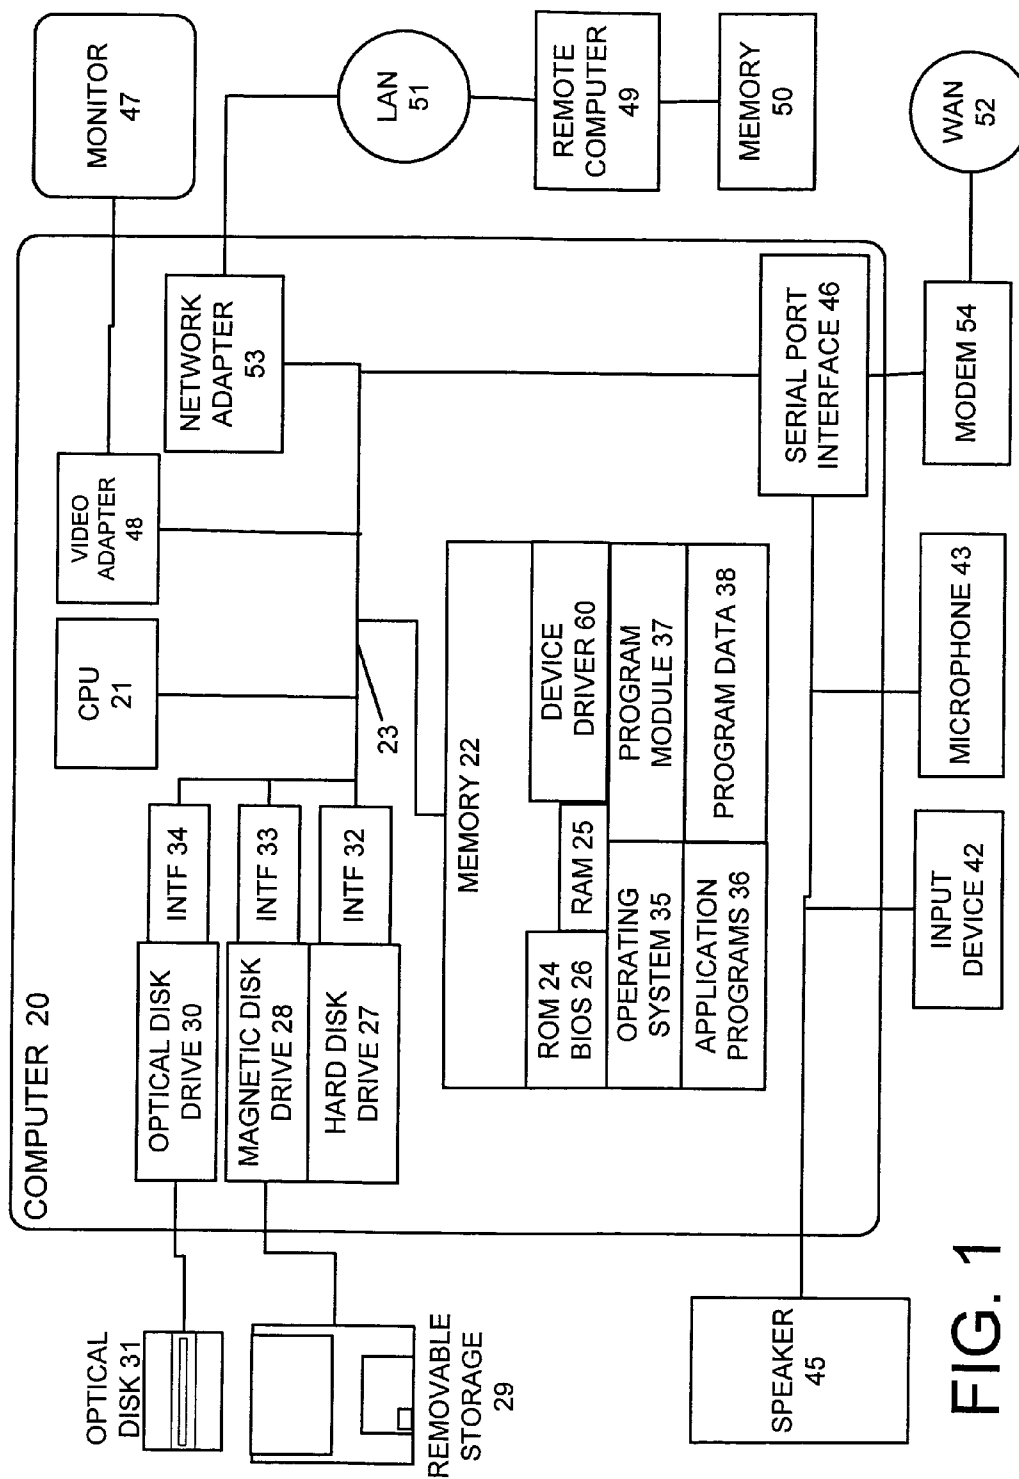 COMPUTER 20
OPTICAL
DISK 31
REMOVABLE
STORAGE
29
OPTICAL DISK
DRIVE 30
INTF 34
MAGNETIC DISK
DRIVE 28
INTF 33
HARD DISK
DRIVE 27
INTF 32
CPU
21
VIDEO
ADAPTER
48
MONITOR
47
NETWORK
ADAPTER
53
LAN
51
REMOTE
COMPUTER
49
MEMORY
50
23
MEMORY 22
ROM 24
BIOS 26
RAM 25
DEVICE
DRIVER 60
OPERATING
SYSTEM 35
PROGRAM
MODULE 37
APPLICATION
PROGRAMS 36
PROGRAM DATA 38
SERIAL PORT
INTERFACE 46
SPEAKER
45
INPUT
DEVICE 42
MICROPHONE 43
MODEM 54
WAN
52
FIG. 1